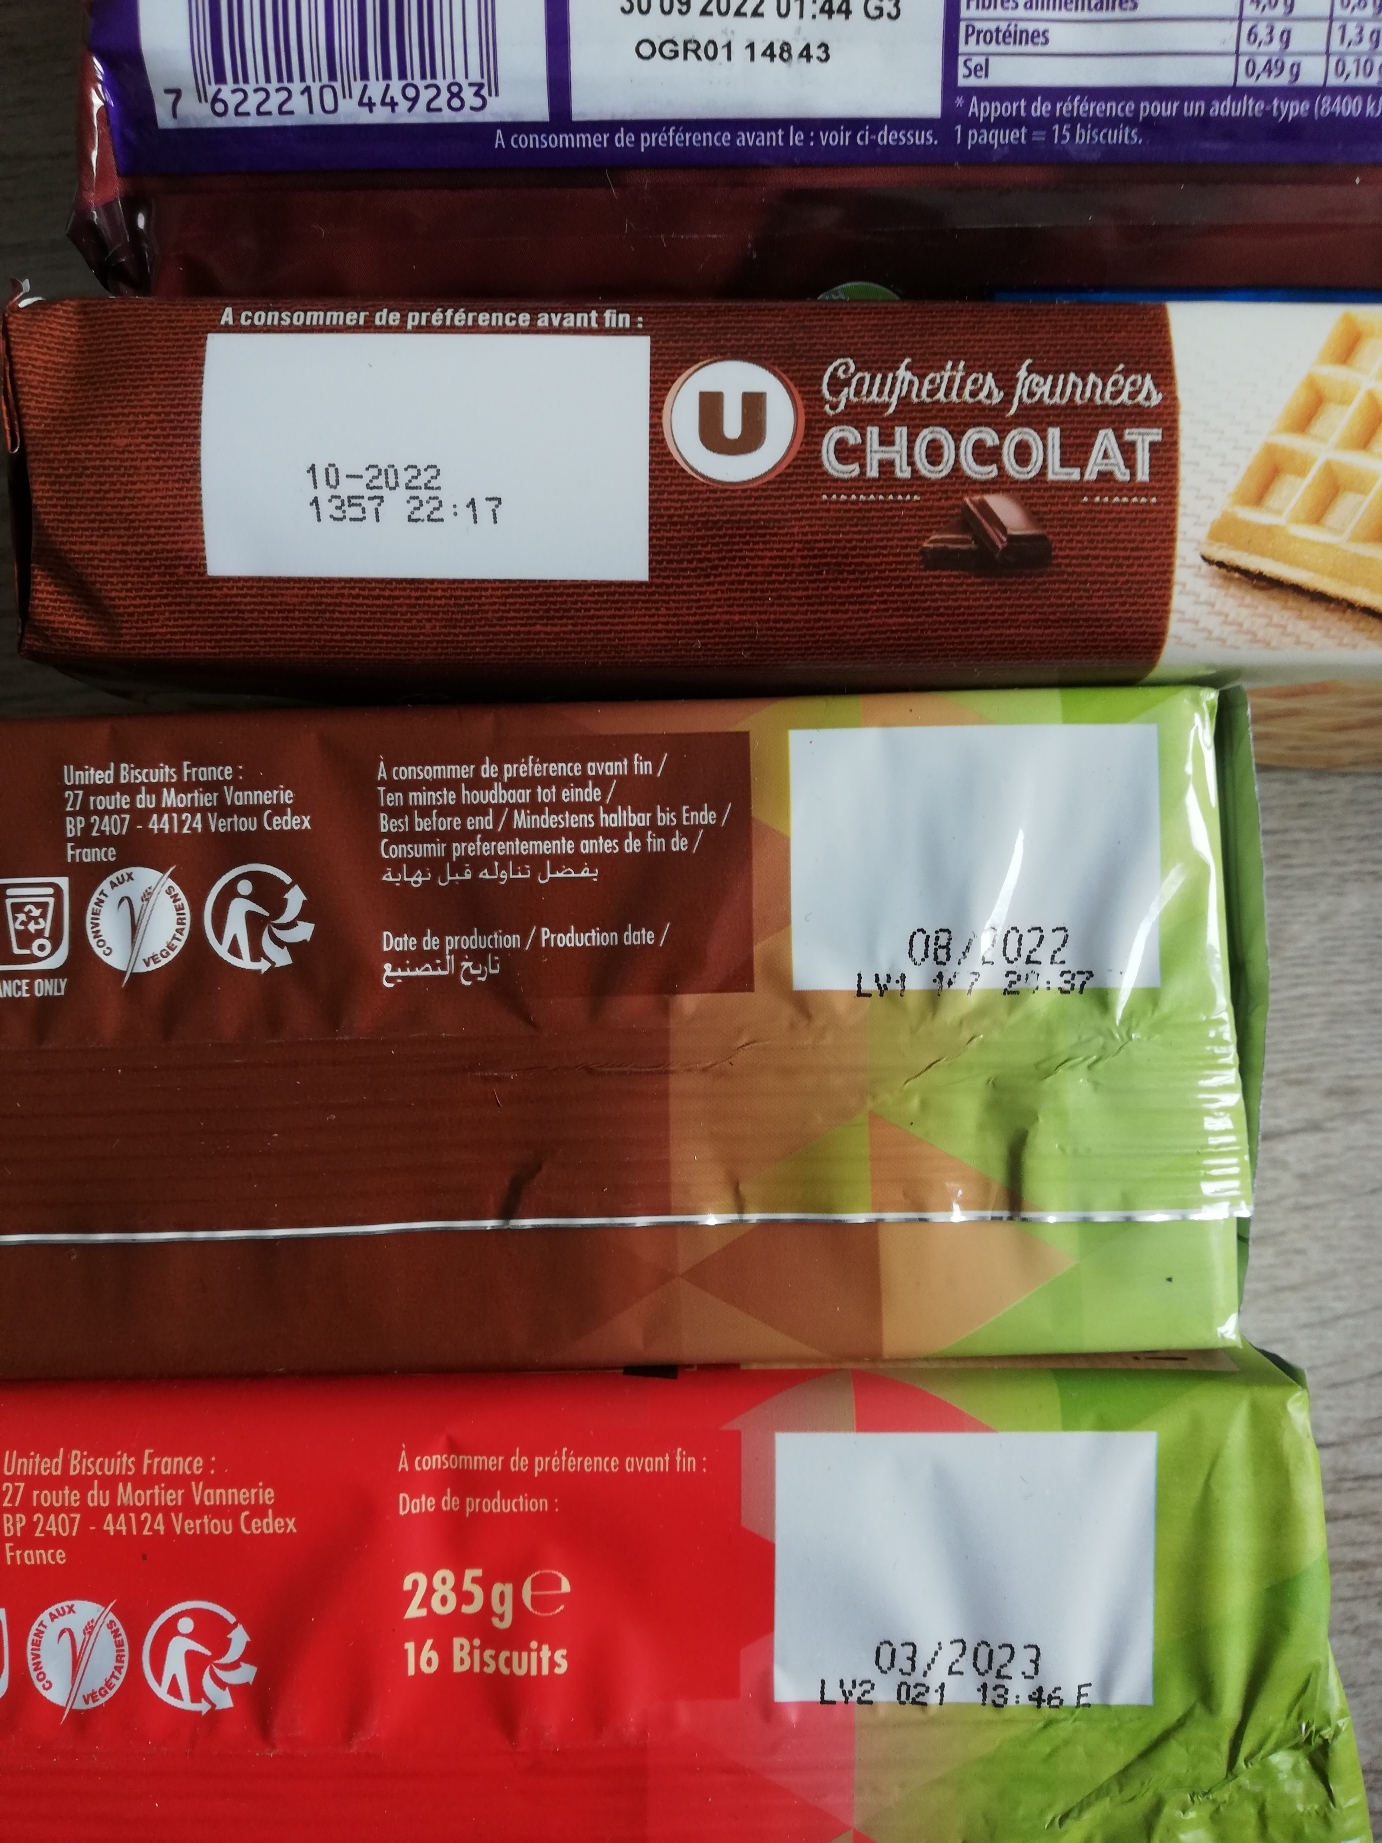 30 09 2022 01:44 G3
OGR01 14843
7 622210 449283
Fibres alimentaires
Protéines 6,3 g 1,3 g
Sel 0,49 g 0,10
* Apport de référence pour un adulte-type (8400 kJ
A consommer de préférence avant le : voir ci-dessus. 1 paquet = 15 biscuits.
A consommer de préférence avant fin :
10-2022
1357 22:17
U
Gaufrettes fourrées
CHOCOLAT
United Biscuits France :
27 route du Mortier Vannerie
BP 2407 - 44124 Vertou Cedex
France
CONVIENT AUX VÉGÉTARIENS
ANCE ONLY
À consommer de préférence avant fin /
Ten minste houdbaar tot einde /
Best before end / Mindestens haltbar bis Ende /
Consumir preferentemente antes de fin de /
يفضل تناوله قبل نهاية
Date de production / Production date /
تاريخ التصنيع
08/2022
LV1
United Biscuits France :
27 route du Mortier Vannerie
BP 2407 - 44124 Vertou Cedex
France
CONVIENT AUX VÉGÉTARIENS
À consommer de préférence avant fin :
Date de production :
285g e
16 Biscuits
03/2023
LV2 021 13:46 E